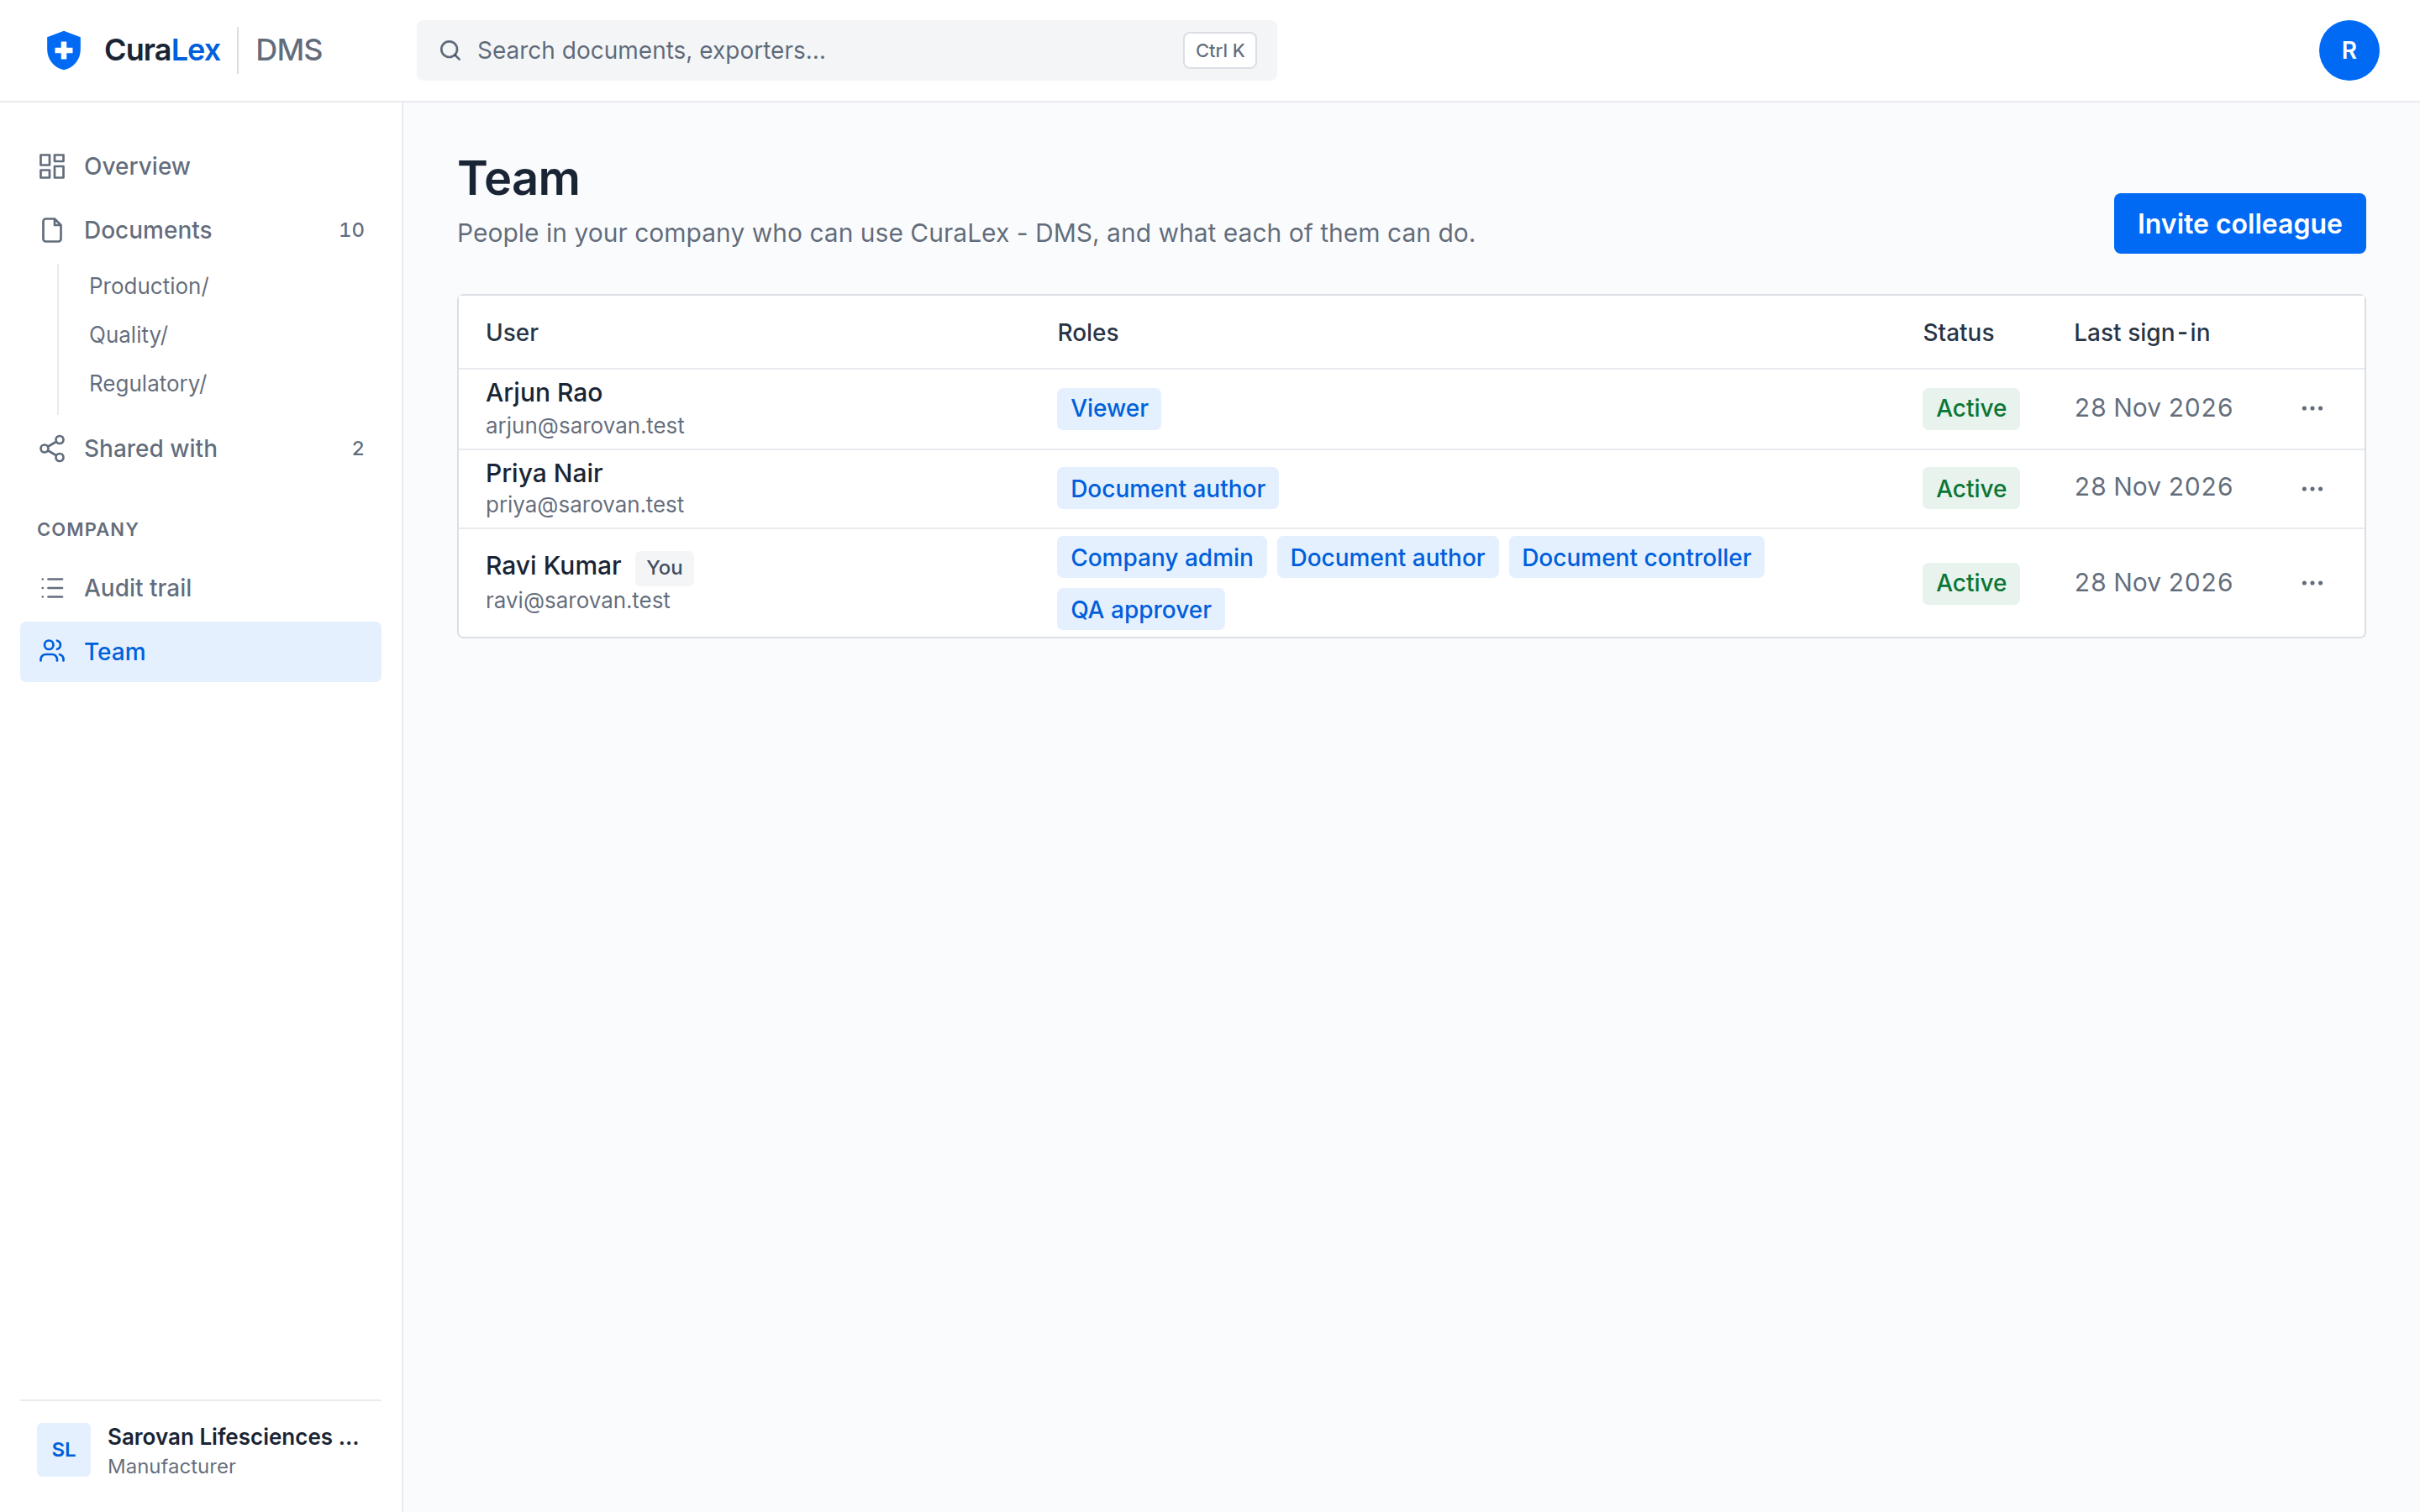 CuraLex DMS
Search documents, exporters...
Ctrl K
R
Overview
Documents 10
Production/
Quality/
Regulatory/
Shared with 2
COMPANY
Audit trail
Team
SL
Sarovan Lifesciences ...
Manufacturer
Team
People in your company who can use CuraLex - DMS, and what each of them can do.
Invite colleague
User Roles Status Last sign-in
Arjun Rao
arjun@sarovan.test
Viewer
Active
28 Nov 2026
Priya Nair
priya@sarovan.test
Document author
Active
28 Nov 2026
Ravi Kumar You
ravi@sarovan.test
Company admin Document author Document controller
QA approver
Active
28 Nov 2026